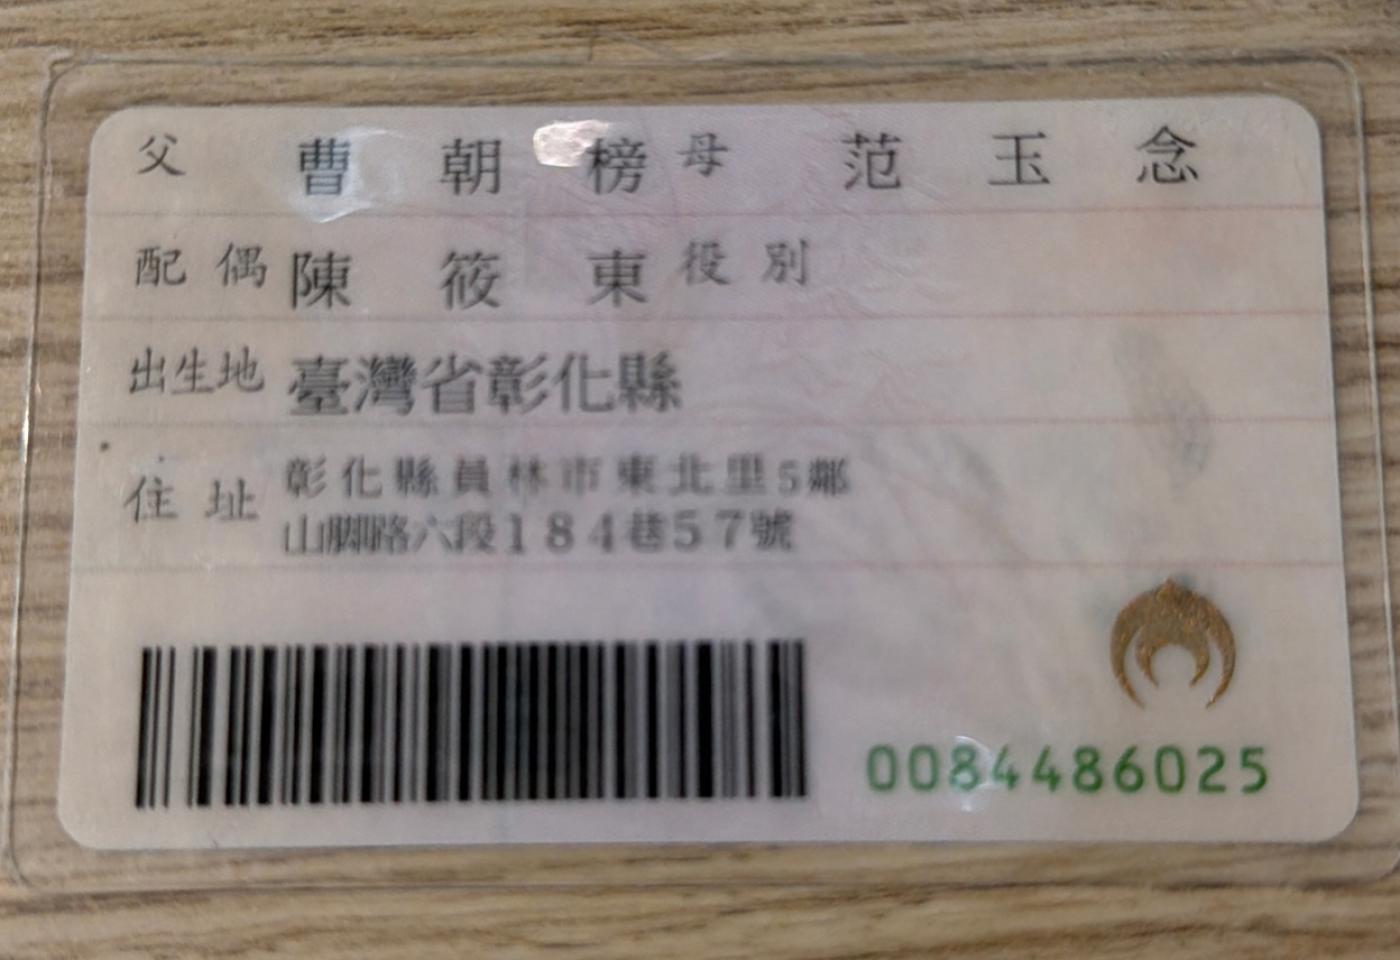 父 曹朝榜 母 范玉念
配偶 陳筱東 役別
出生地 臺灣省彰化縣
住址 彰化縣員林市東北里5鄰
山腳路六段184巷57號
0084486025